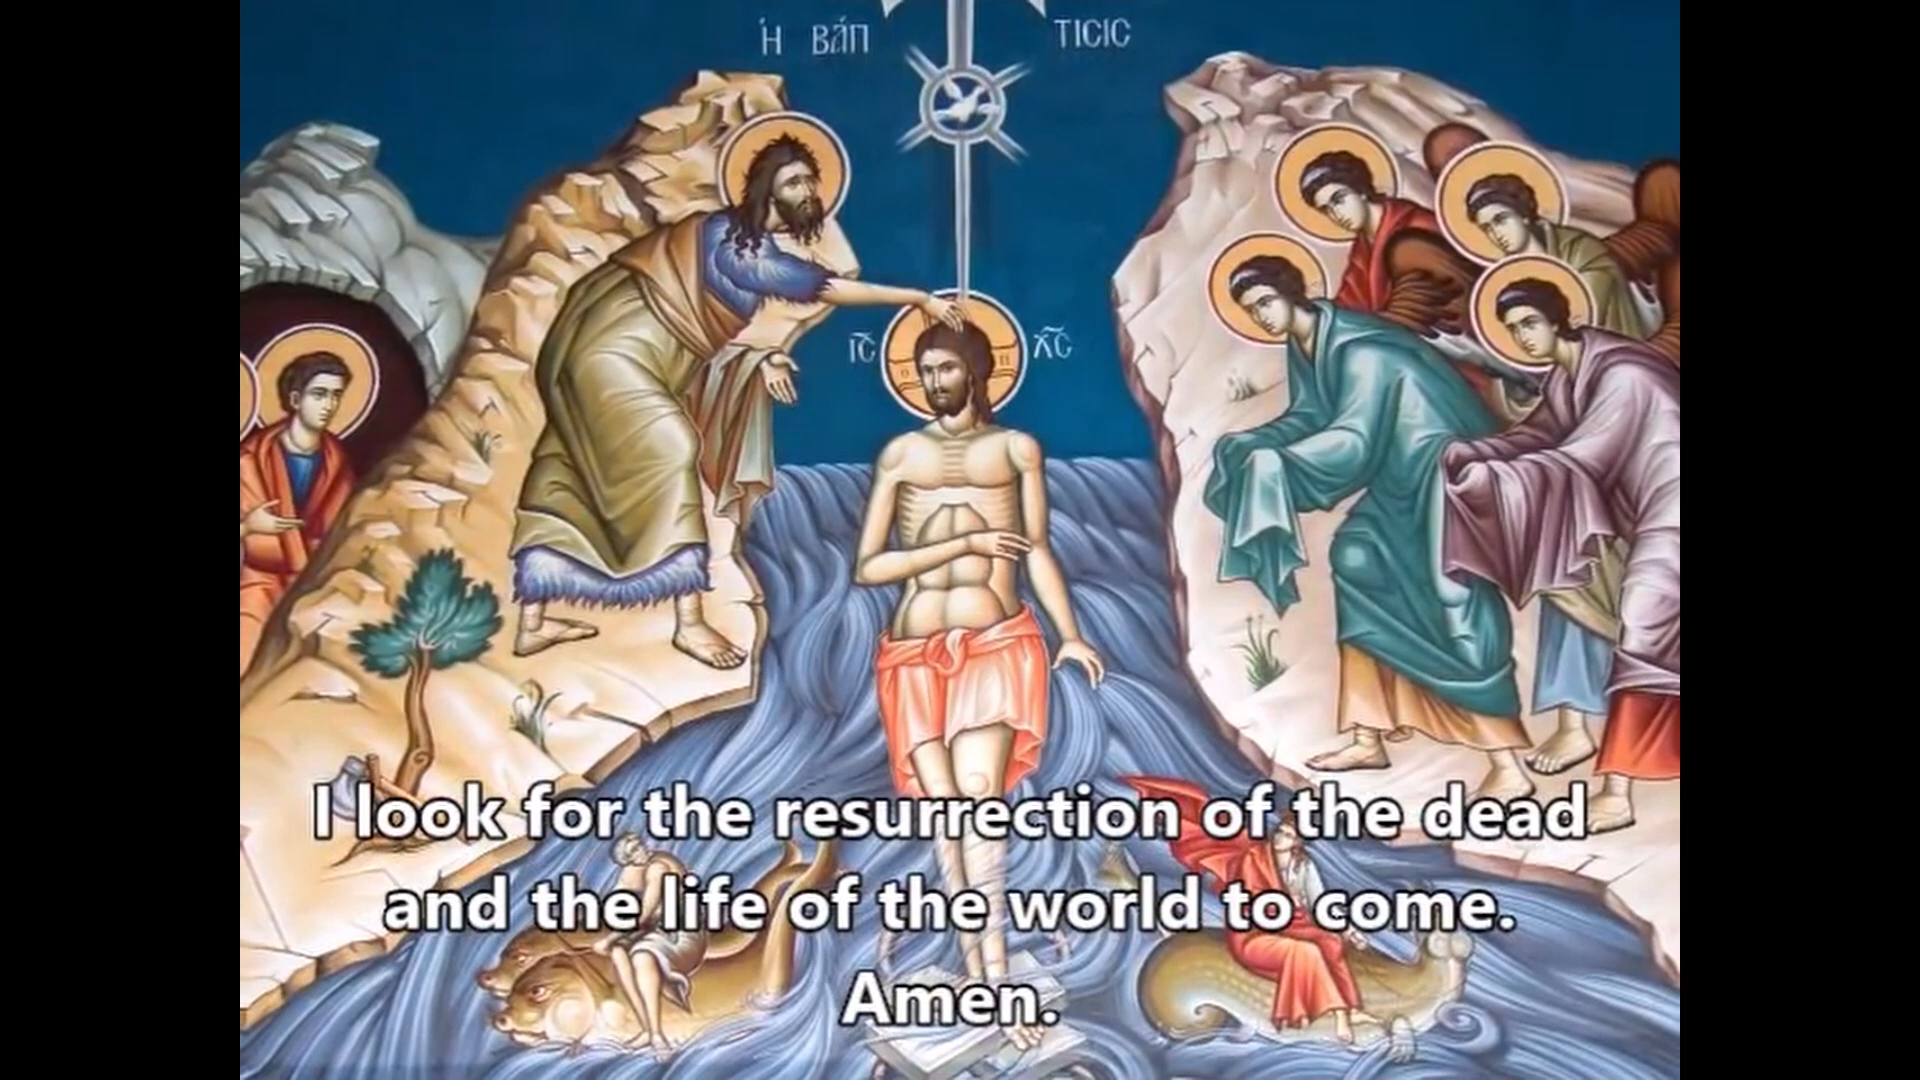 Ἡ ΒΆΠ ΤΙϹΙϹ
ΙϹ ΧϹ
I look for the resurrection of the dead
and the life of the world to come.
Amen.